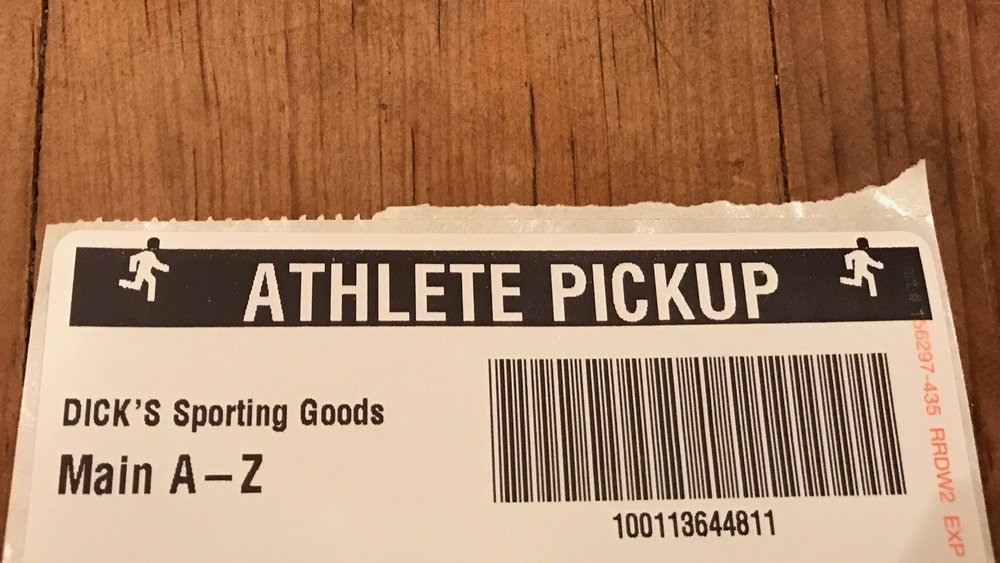 ATHLETE PICKUP
DICK'S Sporting Goods
Main A – Z
100113644811
56297-435 RRDW2 EXP